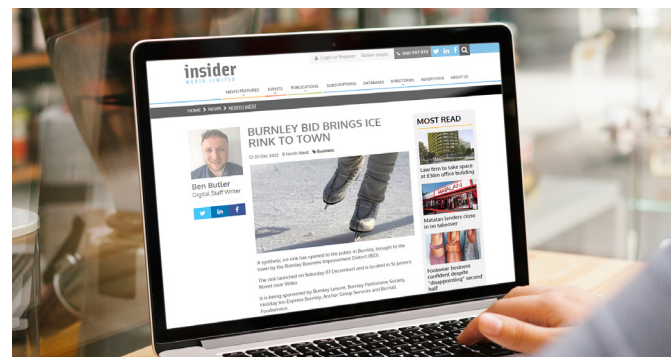 insider
MEDIA LIMITED
Login or Register Basket empty
NEWS/FEATURES EVENTS PUBLICATIONS SUBSCRIPTIONS DATABASES DIRECTORIES ADVERTISING ABOUT US
HOME > NEWS > NORTH WEST
BURNLEY BID BRINGS ICE
RINK TO TOWN
20 Dec 2022 North West Business
Ben Butler
Digital Staff Writer
A synthetic ice rink has opened to the public in Burnley, brought to the
town by the Burnley Business Improvement District (BID).
The rink launched on Saturday (17 December) and is located in St James's
Street near Wilko.
It is being sponsored by Burnley Leisure, Burnley Pantomime Society,
Holiday Inn Express Burnley, Anchor Group Services and Birchall
Foodservice.
MOST READ
Law firm to take space
at £36m office building
MATALAN
Matalan lenders close
in on takeover
Footwear business
confident despite
"disappointing" second
half